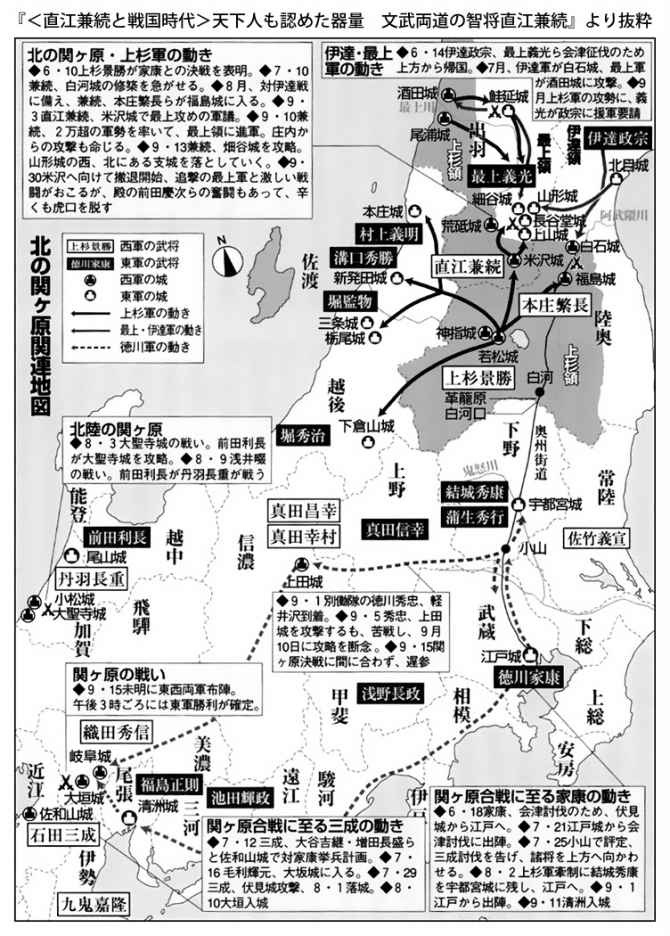 『<直江兼続と戦国時代>天下人も認めた器量　文武両道の智将直江兼続』より抜粋
北の関ヶ原・上杉軍の動き
◆6・10上杉景勝が家康との決戦を表明。◆7・10
兼続、白河城の修築を急がせる。◆8月、対伊達戦
に備え、兼続、本庄繁長らが福島城に入る。◆9・
3直江兼続、米沢城で最上攻めの軍議。◆9・10兼
続、2万超の軍勢を率いて、最上領に進軍。庄内か
らの攻撃も命じる。◆9・13兼続、畑谷城を攻略。
山形城の西、北にある支城を落としていく。◆9・
30米沢へ向けて撤退開始、追撃の最上軍と激しい戦
闘がおこるが、殿の前田慶次らの奮闘もあって、辛
くも虎口を脱す
伊達・最上
軍の動き
◆6・14伊達政宗、最上義光ら会津征伐のため
上方から帰国。◆7月、伊達軍が白石城、最上軍
が酒田城に攻撃。◆9
月上杉軍の攻勢に、義
光が政宗に援軍要請
北の関ヶ原関連地図
上杉景勝 西軍の武将
徳川家康 東軍の武将
西軍の城
東軍の城
上杉軍の動き
最上・伊達軍の動き
徳川軍の動き
N
佐渡
酒田城
最上川
鮭延城
尾浦城
出羽
上杉領
最上領
伊達領
伊達政宗
北目城
最上義光
細谷城
山形城
長谷堂城
上山城
荒砥城
阿武隈川
白石城
福島城
米沢城
直江兼続
本庄繁長
本庄城
村上義明
溝口秀勝
新発田城
堀監物
三条城
栃尾城
神指城
若松城
上杉景勝
陸奥
上杉領
白河
革籠原
白河口
越後
下倉山城
堀秀治
下野
奥州街道
鬼怒川
常陸
上野
結城秀康
蒲生秀行
宇都宮城
佐竹義宣
小山
北陸の関ヶ原
◆8・3大聖寺城の戦い。前田利長
が大聖寺城を攻略。◆8・9浅井畷
の戦い。前田利長が丹羽長重が戦う
能登
前田利長
尾山城
丹羽長重
小松城
大聖寺城
加賀
越中
飛騨
信濃
真田昌幸
真田幸村
真田信幸
上田城
◆9・1別働隊の徳川秀忠、軽
井沢到着。◆9・5秀忠、上田
城を攻撃するも、苦戦し、9月
10日に攻略を断念。◆9・15関
ヶ原決戦に間に合わず、遅参
武蔵
江戸城
徳川家康
下総
上総
安房
相模
甲斐
浅野長政
関ヶ原の戦い
◆9・15未明に東西両軍布陣。
午後3時ごろには東軍勝利が確定。
織田秀信
岐阜城
美濃
近江
大垣城
佐和山城
石田三成
尾張
福島正則
清洲城
池田輝政
三河
遠江
駿河
伊勢
九鬼嘉隆
関ヶ原合戦に至る三成の動き
◆7・12三成、大谷吉継・増田長盛ら
と佐和山城で対家康挙兵計画。◆7・
16毛利輝元、大坂城に入る。◆7・29
三成、伏見城攻撃、8・1落城。◆8・
10大垣入城
関ヶ原合戦に至る家康の動き
◆6・18家康、会津討伐のため、伏見
城から江戸へ。◆7・21江戸城から会
津討伐に出陣。◆7・25小山で評定、
三成討伐を告げ、諸将を上方へ向かわ
せる。◆8・2上杉軍牽制に結城秀康
を宇都宮城に残し、江戸へ。◆9・1
江戸城から出陣。◆9・11清洲入城